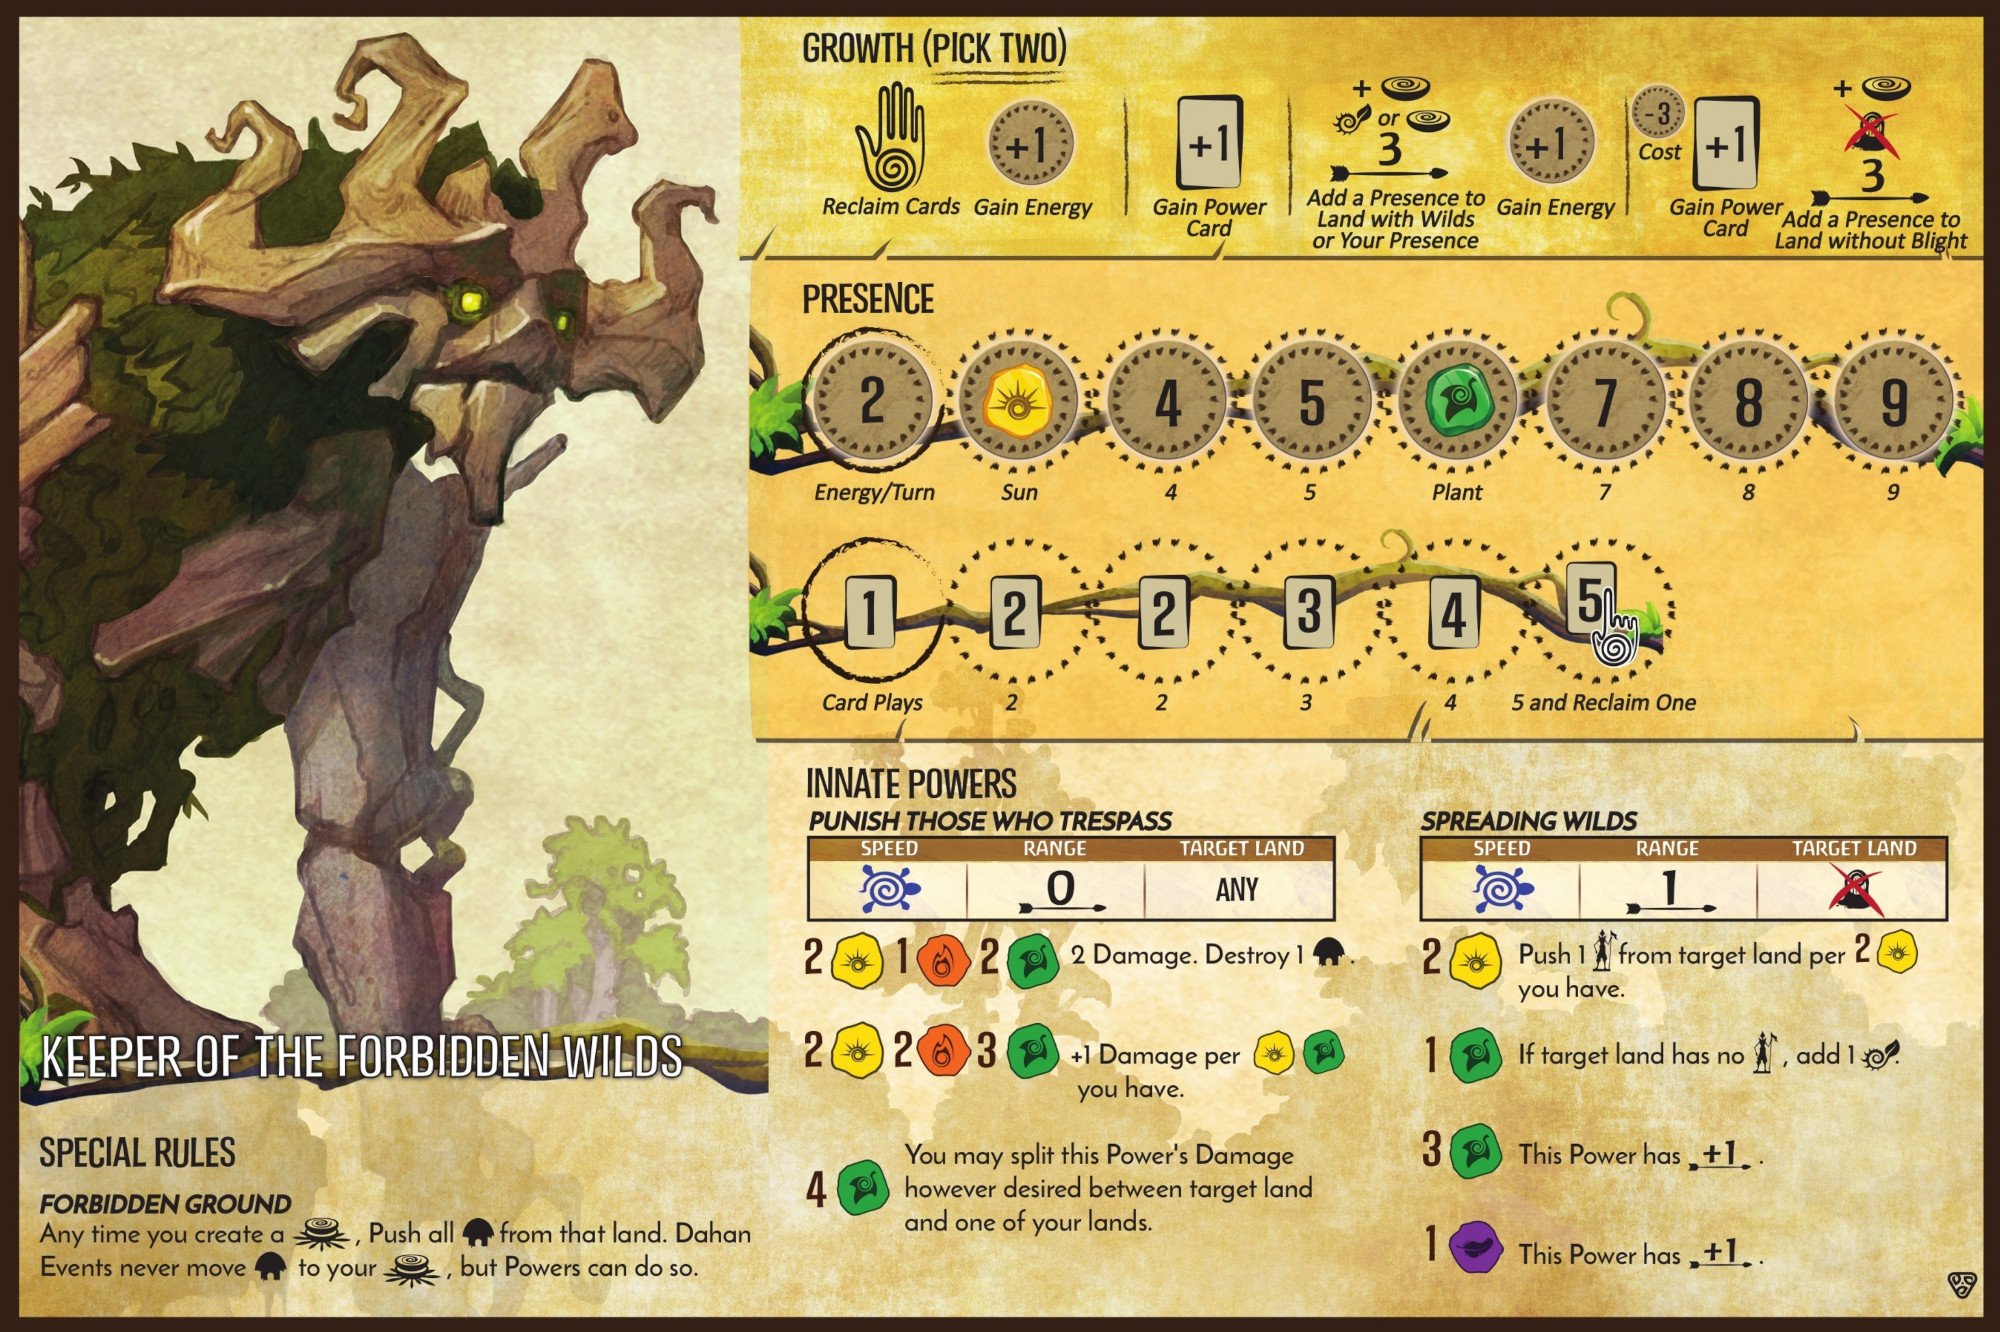 GROWTH (PICK TWO)
+1
+1
+
or
3
+1
-3
Cost
+1
+
3
Reclaim Cards
Gain Energy
Gain Power
Card
Add a Presence to
Land with Wilds
or Your Presence
Gain Energy
Gain Power
Card
Add a Presence to
Land without Blight
PRESENCE
2
4
5
7
8
9
Energy/Turn
Sun
4
5
Plant
7
8
9
1
2
2
3
4
5
Card Plays
2
2
3
4
5 and Reclaim One
INNATE POWERS
PUNISH THOSE WHO TRESPASS
SPEED RANGE TARGET LAND
0 ANY
2 1 2 2 Damage. Destroy 1 .
2 2 3 +1 Damage per
you have.
4 You may split this Power's Damage
however desired between target land
and one of your lands.
SPREADING WILDS
SPEED RANGE TARGET LAND
1
2 Push 1 from target land per 2
you have.
1 If target land has no , add 1 .
3 This Power has +1 .
1 This Power has +1 .
KEEPER OF THE FORBIDDEN WILDS
SPECIAL RULES
FORBIDDEN GROUND
Any time you create a , Push all from that land. Dahan
Events never move to your , but Powers can do so.